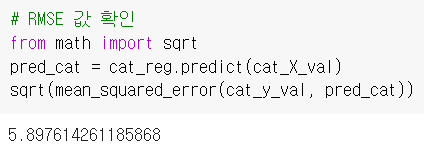 # RMSE 값 확인
from math import sqrt
pred_cat = cat_reg.predict(cat_X_val)
sqrt(mean_squared_error(cat_y_val, pred_cat))
5.897614261185868